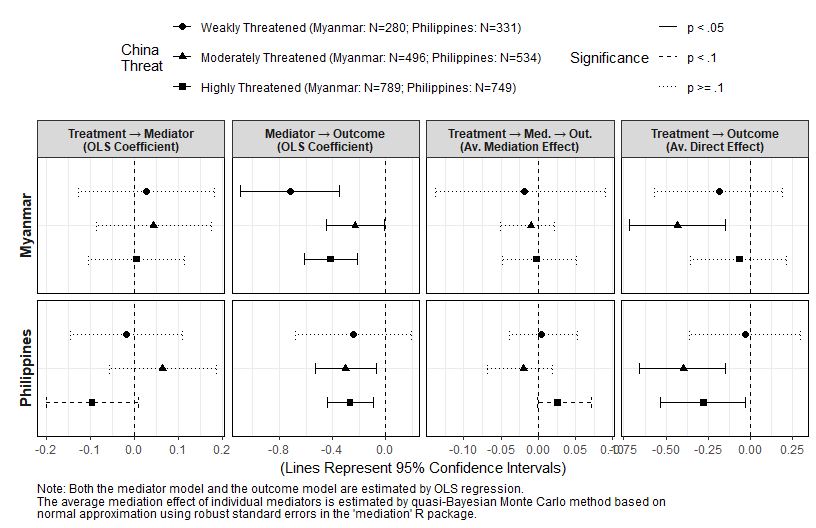 China
Threat
Weakly Threatened (Myanmar: N=280; Philippines: N=331)
Moderately Threatened (Myanmar: N=496; Philippines: N=534)
Highly Threatened (Myanmar: N=789; Philippines: N=749)
Significance
p < .05
p < .1
p >= .1
Treatment → Mediator
(OLS Coefficient)
Mediator → Outcome
(OLS Coefficient)
Treatment → Med. → Out.
(Av. Mediation Effect)
Treatment → Outcome
(Av. Direct Effect)
Myanmar
Philippines
-0.2 -0.1 0.0 0.1 0.2
-0.8 -0.4 0.0
-0.10 -0.05 0.00 0.05 0.10
-0.75 -0.50 -0.25 0.00 0.25
(Lines Represent 95% Confidence Intervals)
Note: Both the mediator model and the outcome model are estimated by OLS regression.
The average mediation effect of individual mediators is estimated by quasi-Bayesian Monte Carlo method based on
normal approximation using robust standard errors in the 'mediation' R package.